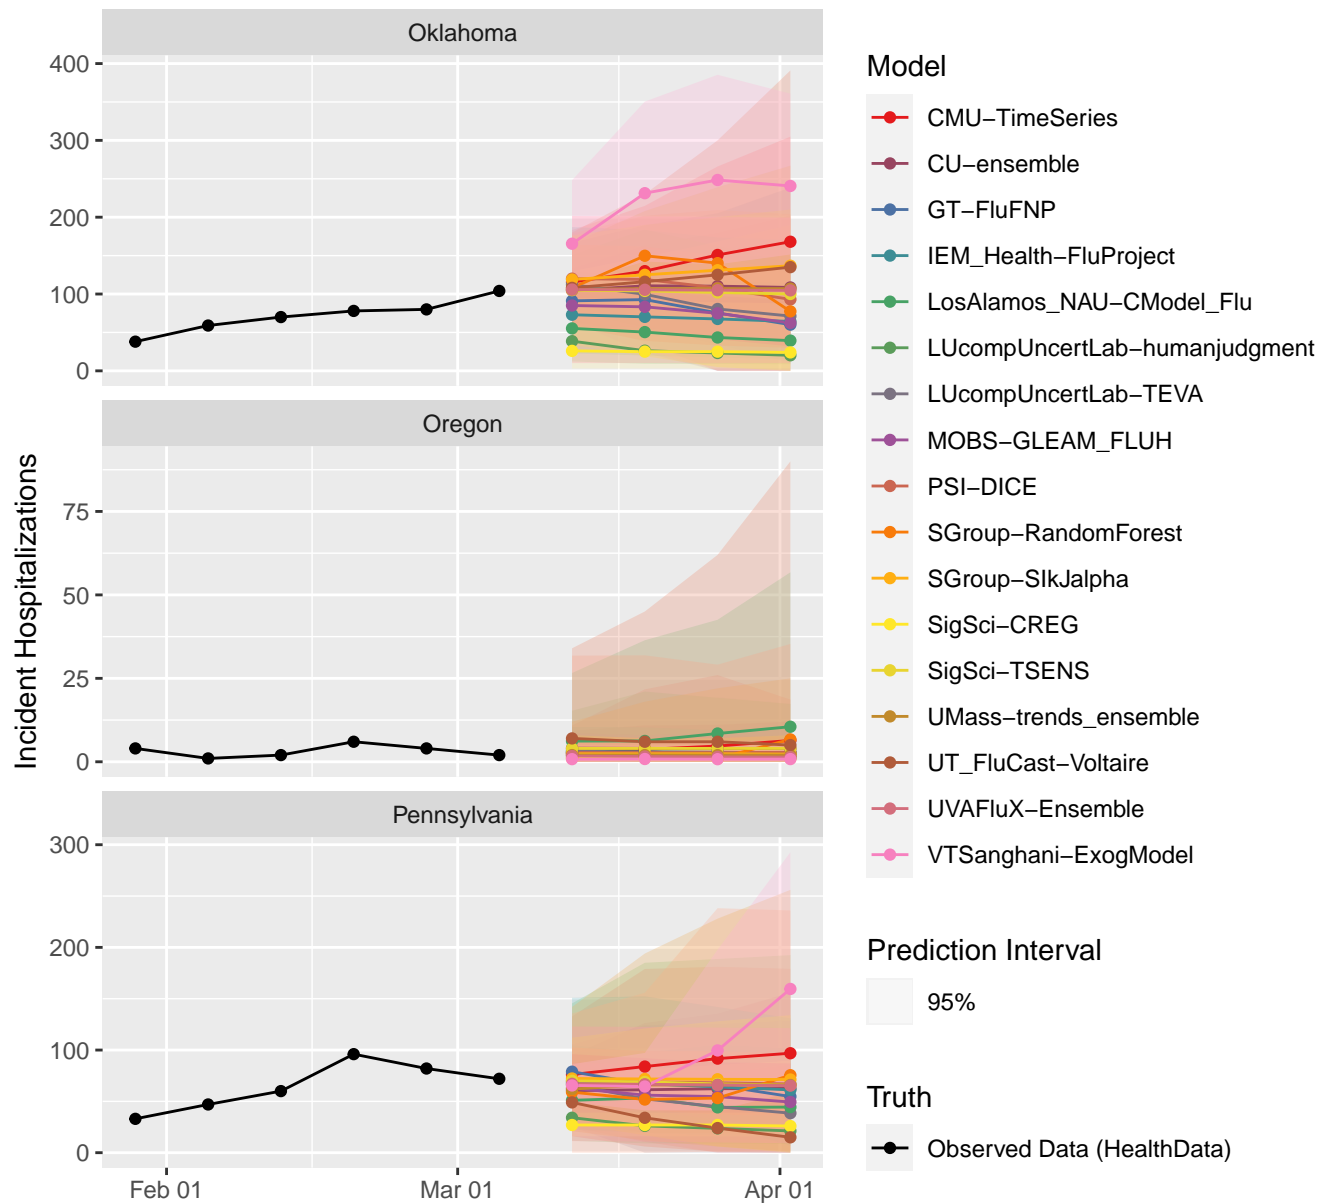 Oklahoma
400
300
200
100
0
Oregon
75
50
25
0
Pennsylvania
300
200
100
0
Feb 01
Mar 01
Apr 01
Incident Hospitalizations
Model
CMU−TimeSeries
CU−ensemble
GT−FluFNP
IEM_Health−FluProject
LosAlamos_NAU−CModel_Flu
LUcompUncertLab−humanjudgment
LUcompUncertLab−TEVA
MOBS−GLEAM_FLUH
PSI−DICE
SGroup−RandomForest
SGroup−SIkJalpha
SigSci−CREG
SigSci−TSENS
UMass−trends_ensemble
UT_FluCast−Voltaire
UVAFluX−Ensemble
VTSanghani−ExogModel
Prediction Interval
95%
Truth
Observed Data (HealthData)